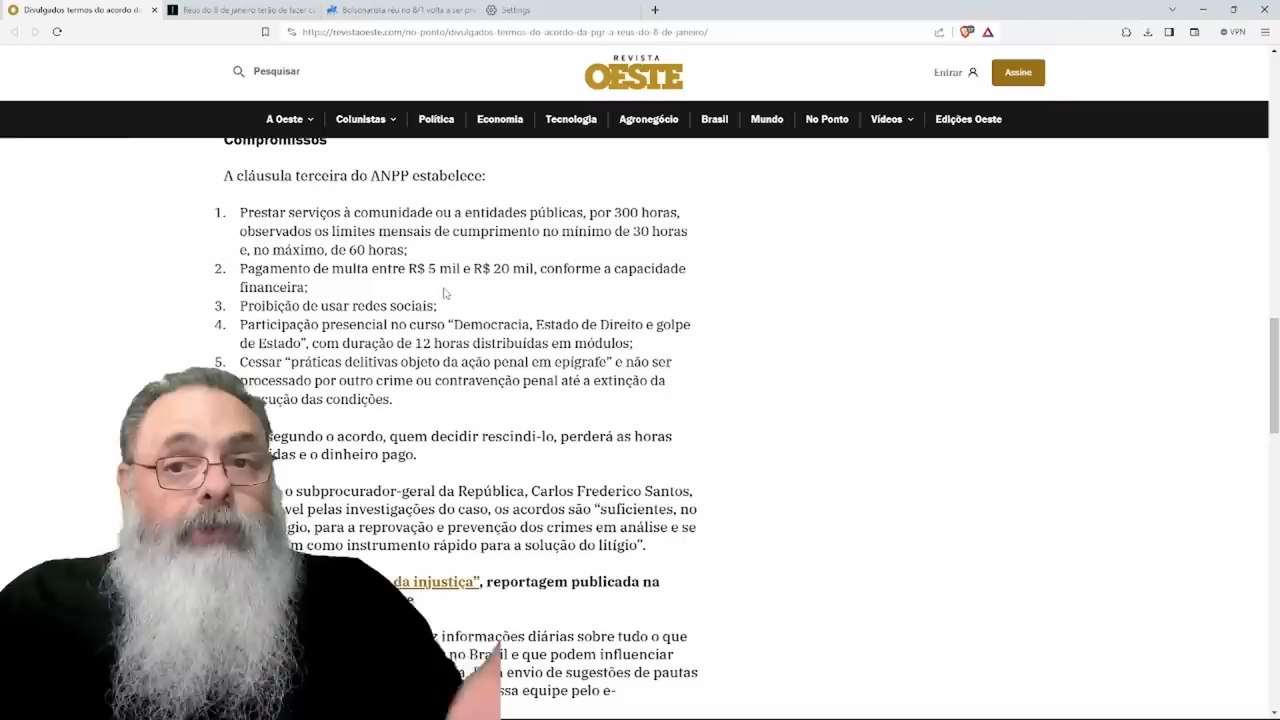 Divulgados termos do acordo da
Reus do 8 de janeiro terão de fazer cu
Bolsonarista réu no 8/1 volta a ser pr
Settings
https://revistaoeste.com/no-ponto/divulgados-termos-do-acordo-da-pgr-a-reus-do-8-de-janeiro/
VPN
Pesquisar
REVISTA
OESTE
Entrar
Assine
A Oeste
Colunistas
Política
Economia
Tecnologia
Agronegócio
Brasil
Mundo
No Ponto
Vídeos
Edições Oeste
Compromissos
A cláusula terceira do ANPP estabelece:
1. Prestar serviços à comunidade ou a entidades públicas, por 300 horas,
observados os limites mensais de cumprimento no mínimo de 30 horas
e, no máximo, de 60 horas;
2. Pagamento de multa entre R$ 5 mil e R$ 20 mil, conforme a capacidade
financeira;
3. Proibição de usar redes sociais;
4. Participação presencial no curso “Democracia, Estado de Direito e golpe
de Estado”, com duração de 12 horas distribuídas em módulos;
5. Cessar “práticas delitivas objeto da ação penal em epígrafe” e não ser
processado por outro crime ou contravenção penal até a extinção da
cução das condições.
segundo o acordo, quem decidir rescindi-lo, perderá as horas
idas e o dinheiro pago.
o subprocurador-geral da República, Carlos Frederico Santos,
vel pelas investigações do caso, os acordos são “suficientes, no
gio, para a reprovação e prevenção dos crimes em análise e se
m como instrumento rápido para a solução do litígio”.
da injustiça”, reportagem publicada na
e
z informações diárias sobre tudo o que
no Brasil e que podem influenciar
envio de sugestões de pautas
ssa equipe pelo e-